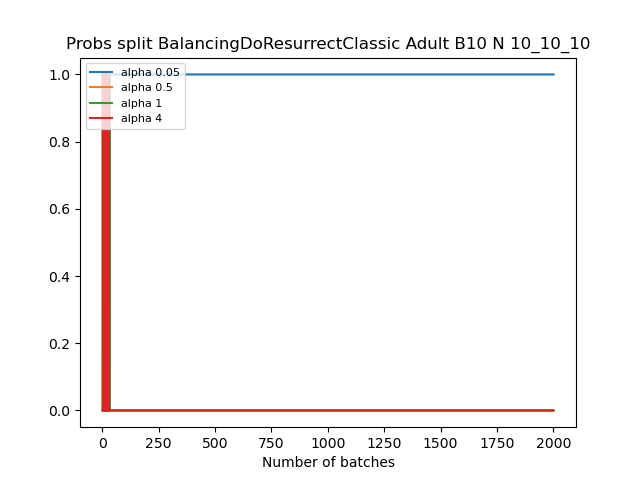 Probs split BalancingDoResurrectClassic Adult B10 N 10_10_10
alpha 0.05
alpha 0.5
alpha 1
alpha 4
1.0
0.8
0.6
0.4
0.2
0.0
0 250 500 750 1000 1250 1500 1750 2000
Number of batches